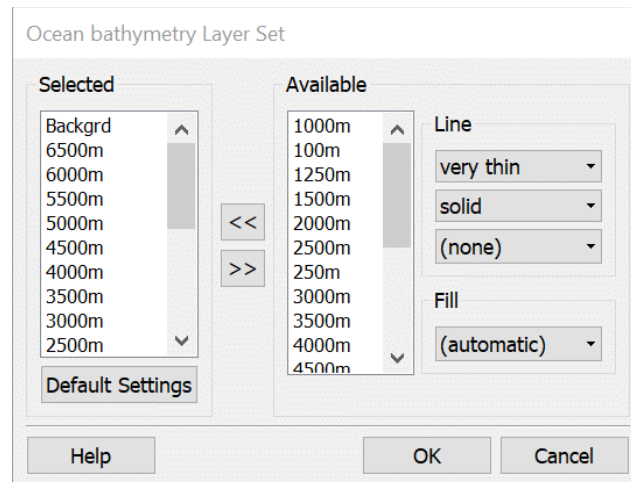 Ocean bathymetry Layer Set
Selected
Backgrd
6500m
6000m
5500m
5000m
4500m
4000m
3500m
3000m
2500m
Default Settings
<<
>>
Available
1000m
100m
1250m
1500m
2000m
2500m
250m
3000m
3500m
4000m
4500m
Line
very thin
solid
(none)
Fill
(automatic)
Help
OK
Cancel